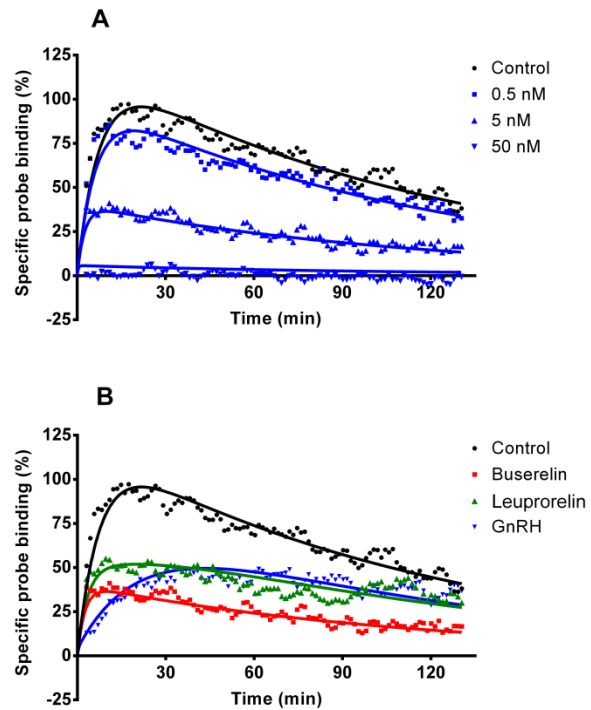 A
Specific probe binding (%)
125
100
75
50
25
0
-25
30
60
90
120
Time (min)
Control
0.5 nM
5 nM
50 nM
B
Specific probe binding (%)
125
100
75
50
25
0
-25
30
60
90
120
Time (min)
Control
Buserelin
Leuprorelin
GnRH